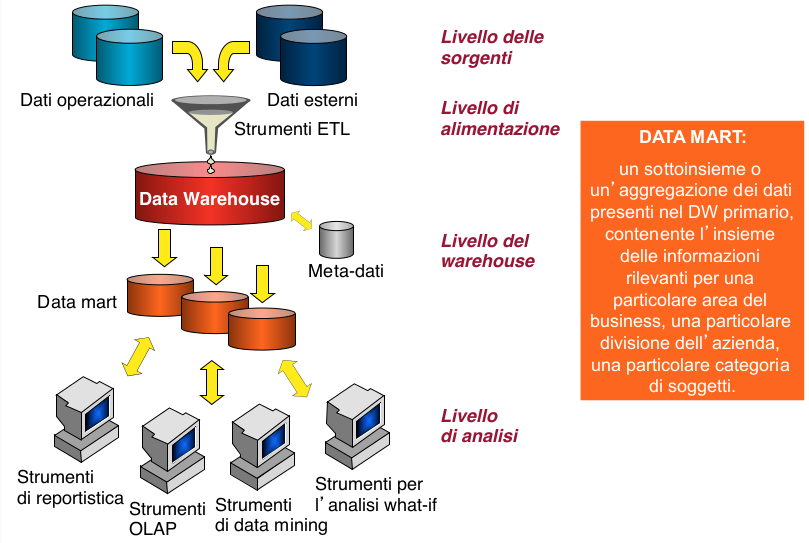 Dati operazionali
Dati esterni
Livello delle
sorgenti
Strumenti ETL
Livello di
alimentazione
Data Warehouse
Meta-dati
Livello del
warehouse
Data mart
Strumenti
di reportistica
Strumenti
OLAP
Strumenti
di data mining
Strumenti per
l’analisi what-if
Livello
di analisi
DATA MART:
un sottoinsieme o
un’aggregazione dei dati
presenti nel DW primario,
contenente l’insieme
delle informazioni
rilevanti per una
particolare area del
business, una particolare
divisione dell’azienda,
una particolare categoria
di soggetti.